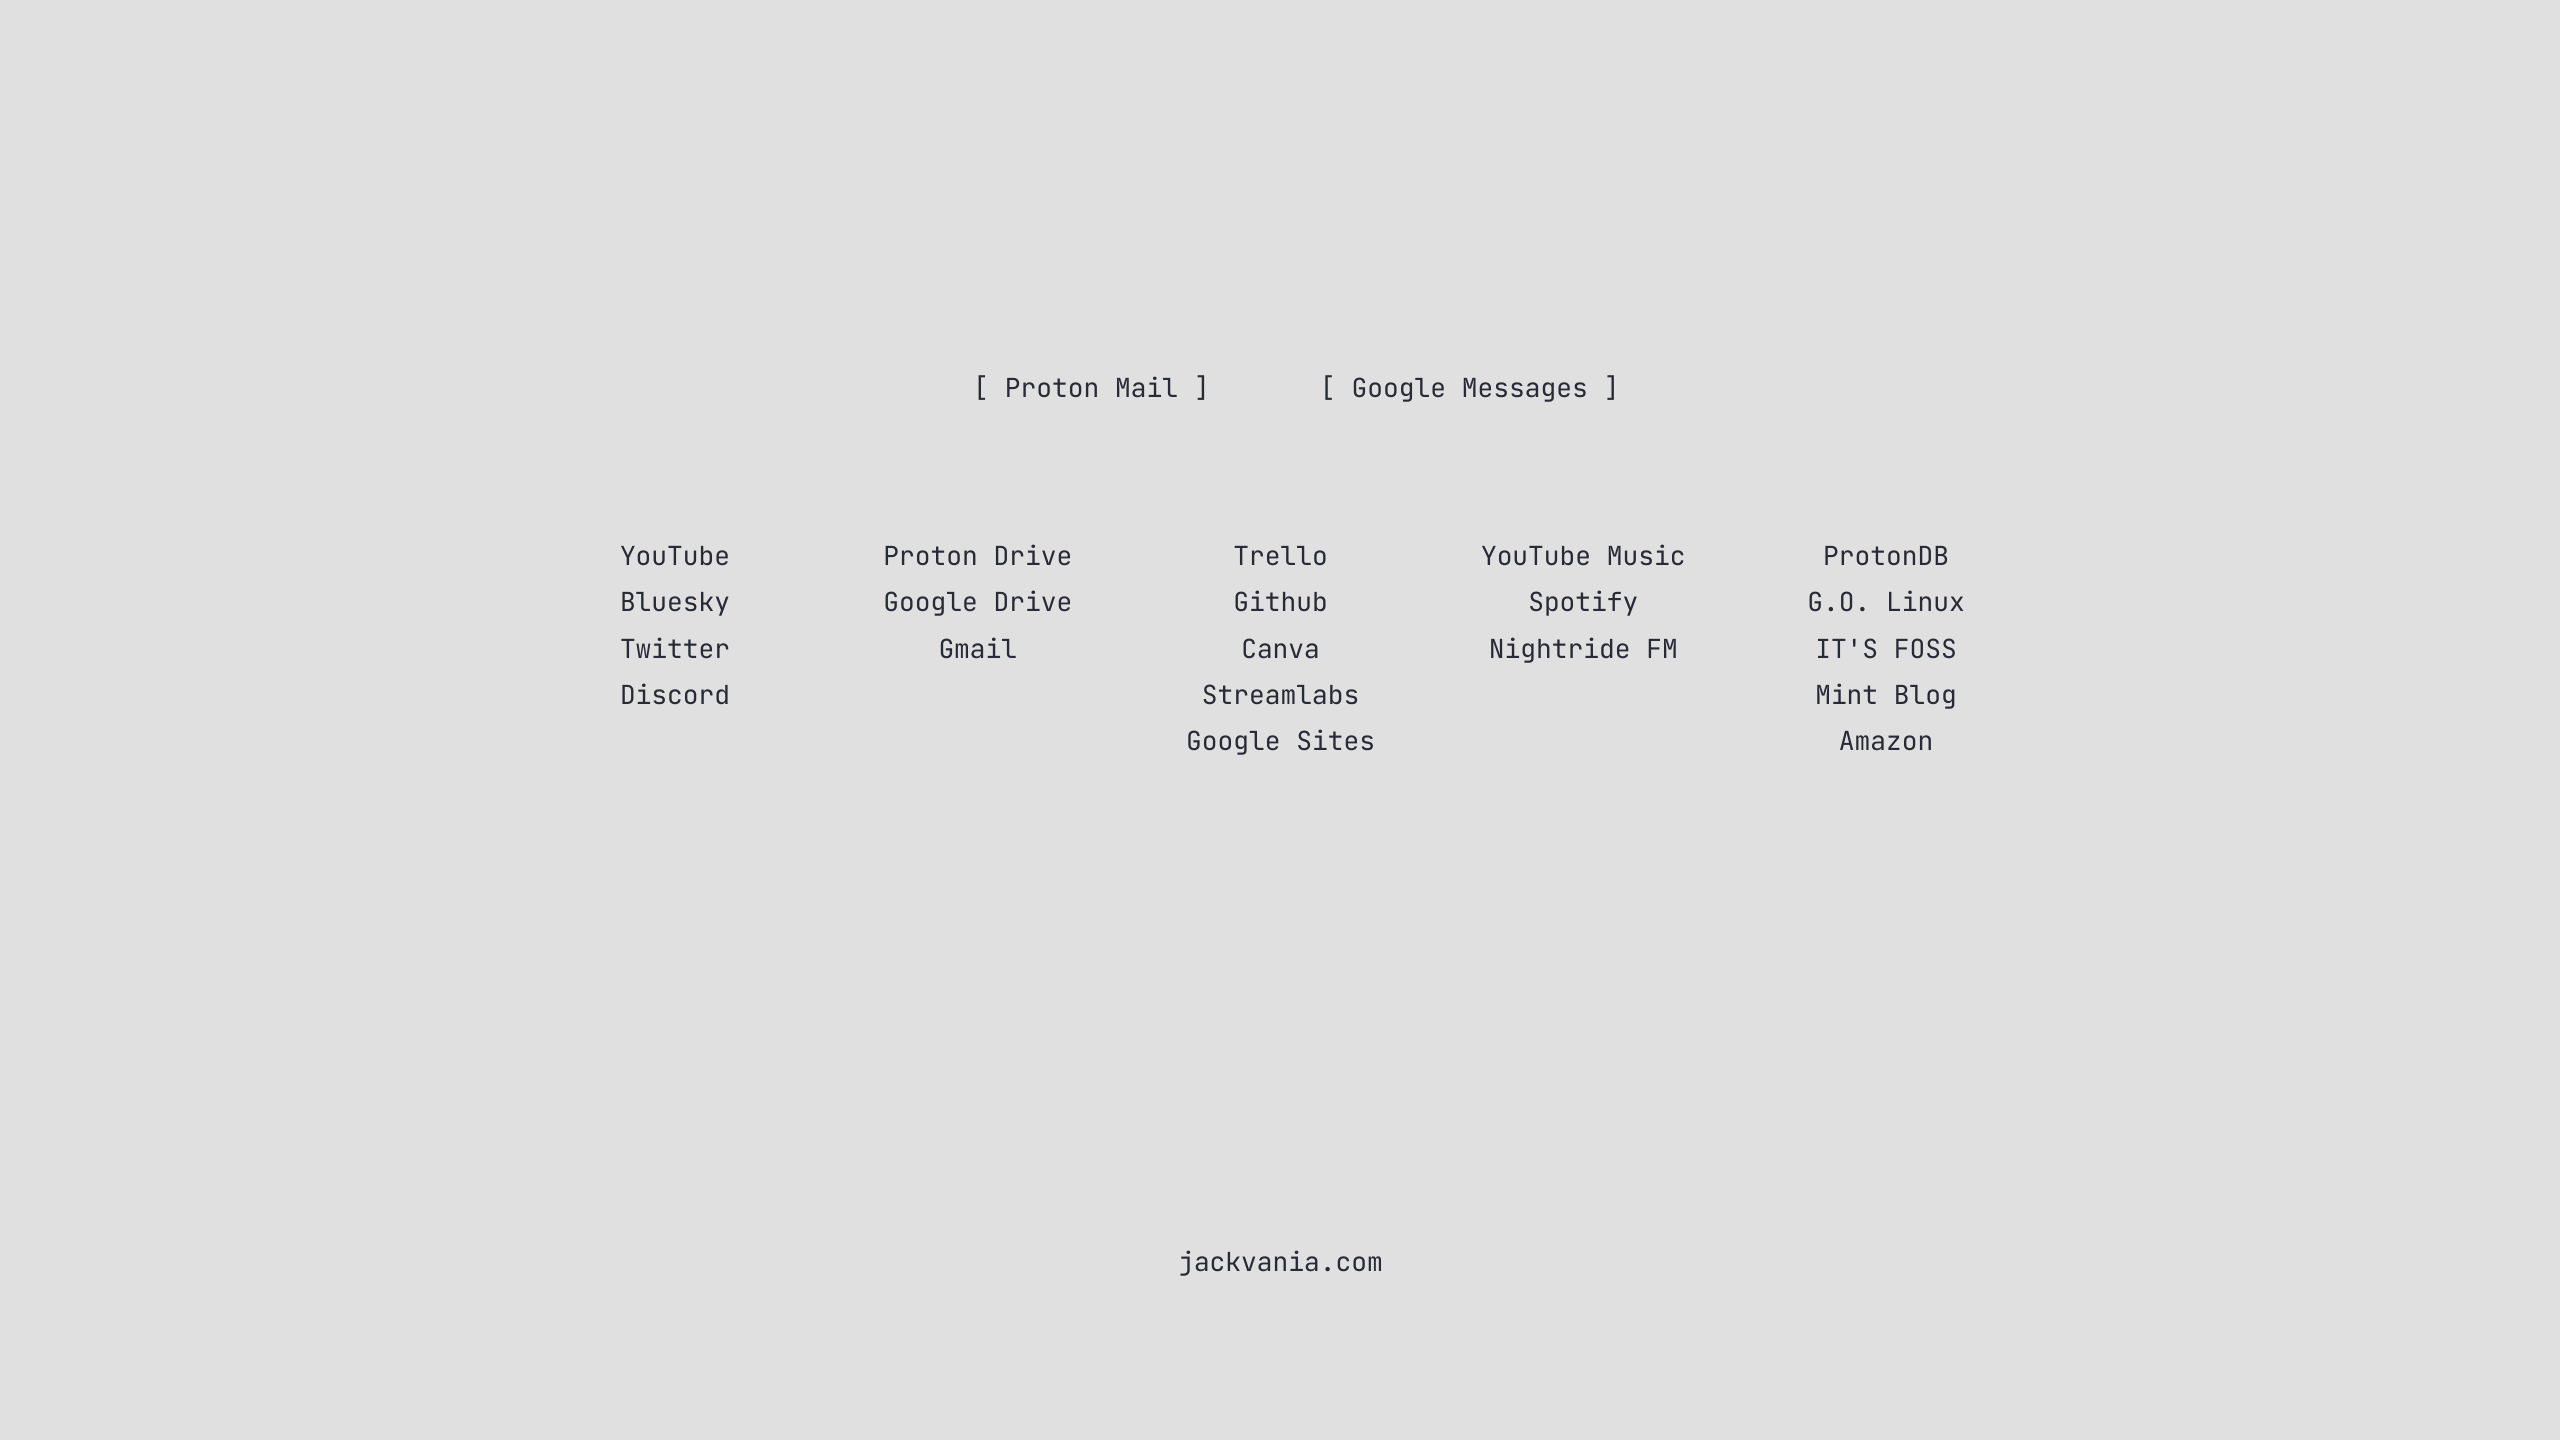 [ Proton Mail ] [ Google Messages ]
YouTube
Bluesky
Twitter
Discord
Proton Drive
Google Drive
Gmail
Trello
Github
Canva
Streamlabs
Google Sites
YouTube Music
Spotify
Nightride FM
ProtonDB
G.O. Linux
IT'S FOSS
Mint Blog
Amazon
jackvania.com